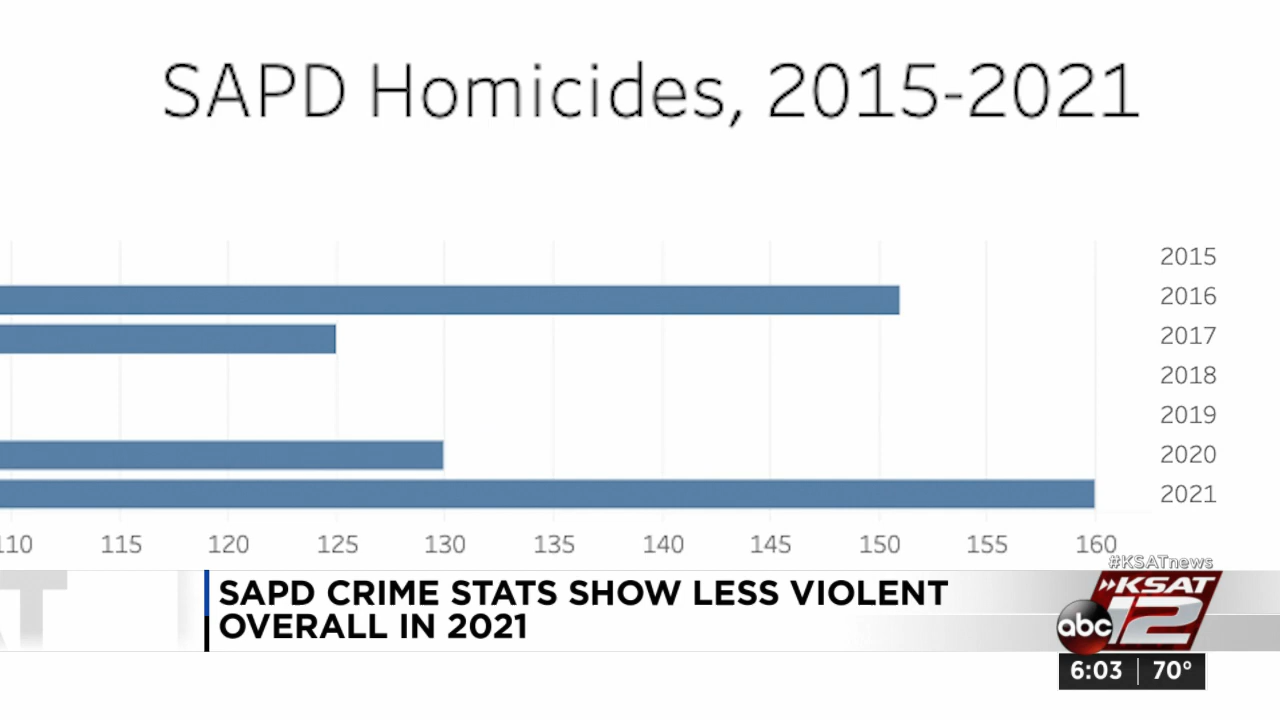 SAPD Homicides, 2015-2021
2015
2016
2017
2018
2019
2020
2021
110 115 120 125 130 135 140 145 150 155 160
#KSATnews
SAPD CRIME STATS SHOW LESS VIOLENT
OVERALL IN 2021
KSAT
abc 12
6:03 70°